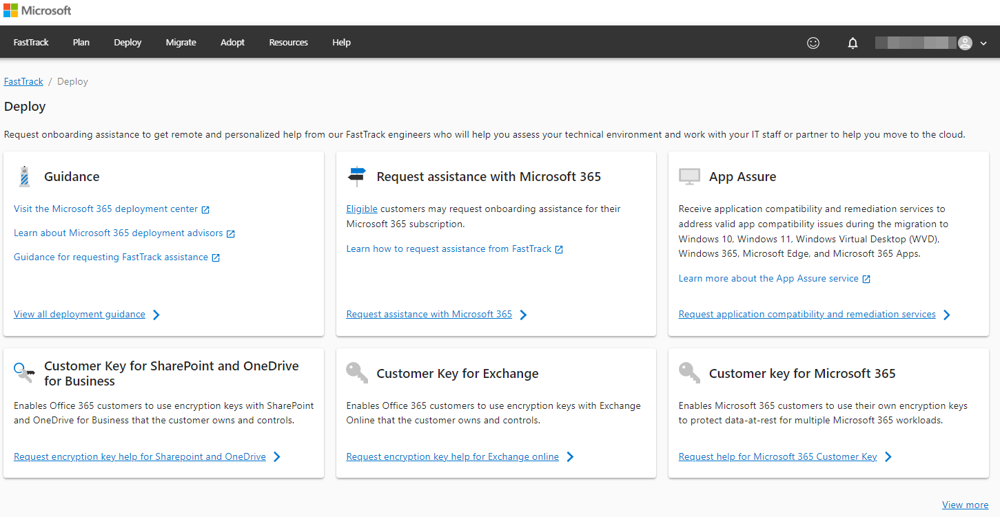 Microsoft
FastTrack Plan Deploy Migrate Adopt Resources Help
FastTrack / Deploy
Deploy
Request onboarding assistance to get remote and personalized help from our FastTrack engineers who will help you assess your technical environment and work with your IT staff or partner to help you move to the cloud.
Guidance
Visit the Microsoft 365 deployment center
Learn about Microsoft 365 deployment advisors
Guidance for requesting FastTrack assistance
View all deployment guidance
Request assistance with Microsoft 365
Eligible customers may request onboarding assistance for their
Microsoft 365 subscription.
Learn how to request assistance from FastTrack
Request assistance with Microsoft 365
App Assure
Receive application compatibility and remediation services to
address valid app compatibility issues during the migration to
Windows 10, Windows 11, Windows Virtual Desktop (WVD),
Windows 365, Microsoft Edge, and Microsoft 365 Apps.
Learn more about the App Assure service
Request application compatibility and remediation services
Customer Key for SharePoint and OneDrive
for Business
Enables Office 365 customers to use encryption keys with SharePoint
and OneDrive for Business that the customer owns and controls.
Request encryption key help for Sharepoint and OneDrive
Customer Key for Exchange
Enables Office 365 customers to use encryption keys with Exchange
Online that the customer owns and controls.
Request encryption key help for Exchange online
Customer key for Microsoft 365
Enables Microsoft 365 customers to use their own encryption keys
to protect data-at-rest for multiple Microsoft 365 workloads.
Request help for Microsoft 365 Customer Key
View more